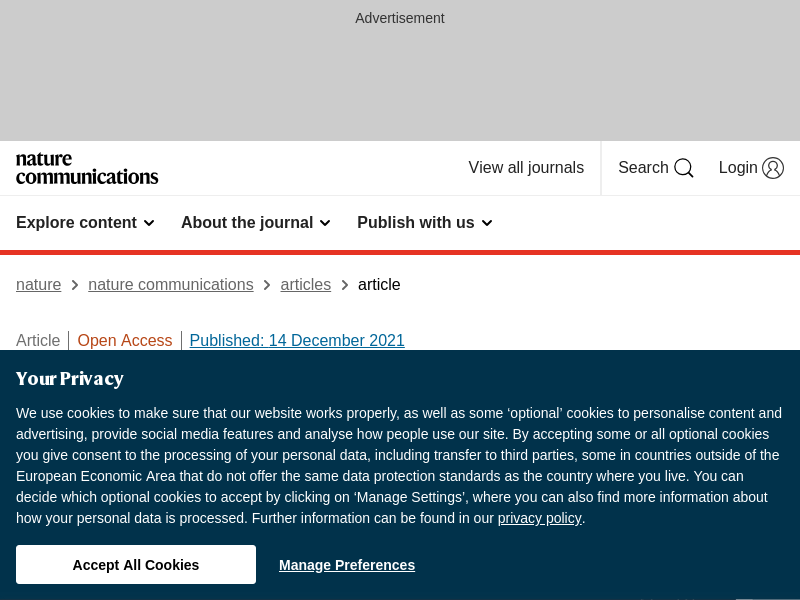 Advertisement
nature
communications
View all journals
Search
Login
Explore content
About the journal
Publish with us
nature > nature communications > articles > article
Article | Open Access | Published: 14 December 2021
Your Privacy
We use cookies to make sure that our website works properly, as well as some ‘optional’ cookies to personalise content and
advertising, provide social media features and analyse how people use our site. By accepting some or all optional cookies
you give consent to the processing of your personal data, including transfer to third parties, some in countries outside of the
European Economic Area that do not offer the same data protection standards as the country where you live. You can
decide which optional cookies to accept by clicking on ‘Manage Settings’, where you can also find more information about
how your personal data is processed. Further information can be found in our privacy policy.
Accept All Cookies
Manage Preferences